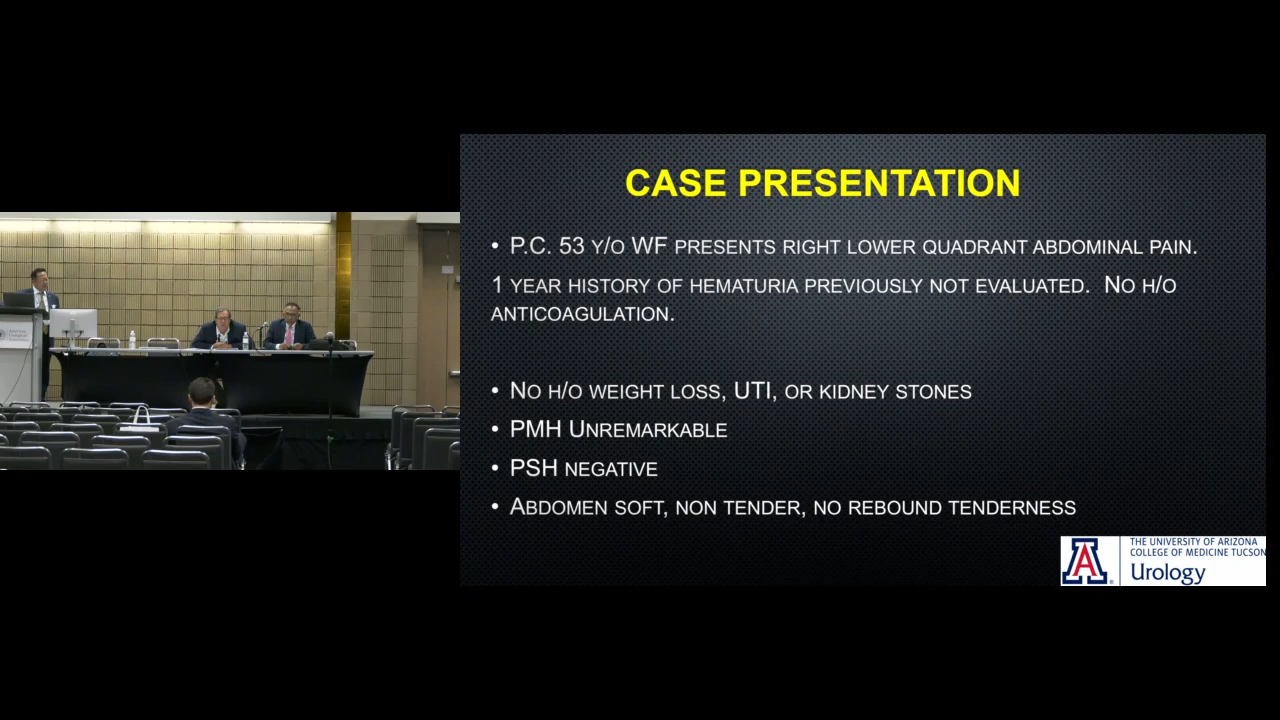 CASE PRESENTATION
• P.C. 53 Y/O WF PRESENTS RIGHT LOWER QUADRANT ABDOMINAL PAIN.
1 YEAR HISTORY OF HEMATURIA PREVIOUSLY NOT EVALUATED. NO H/O
ANTICOAGULATION.
• NO H/O WEIGHT LOSS, UTI, OR KIDNEY STONES
• PMH UNREMARKABLE
• PSH NEGATIVE
• ABDOMEN SOFT, NON TENDER, NO REBOUND TENDERNESS
THE UNIVERSITY OF ARIZONA
COLLEGE OF MEDICINE TUCSON
Urology